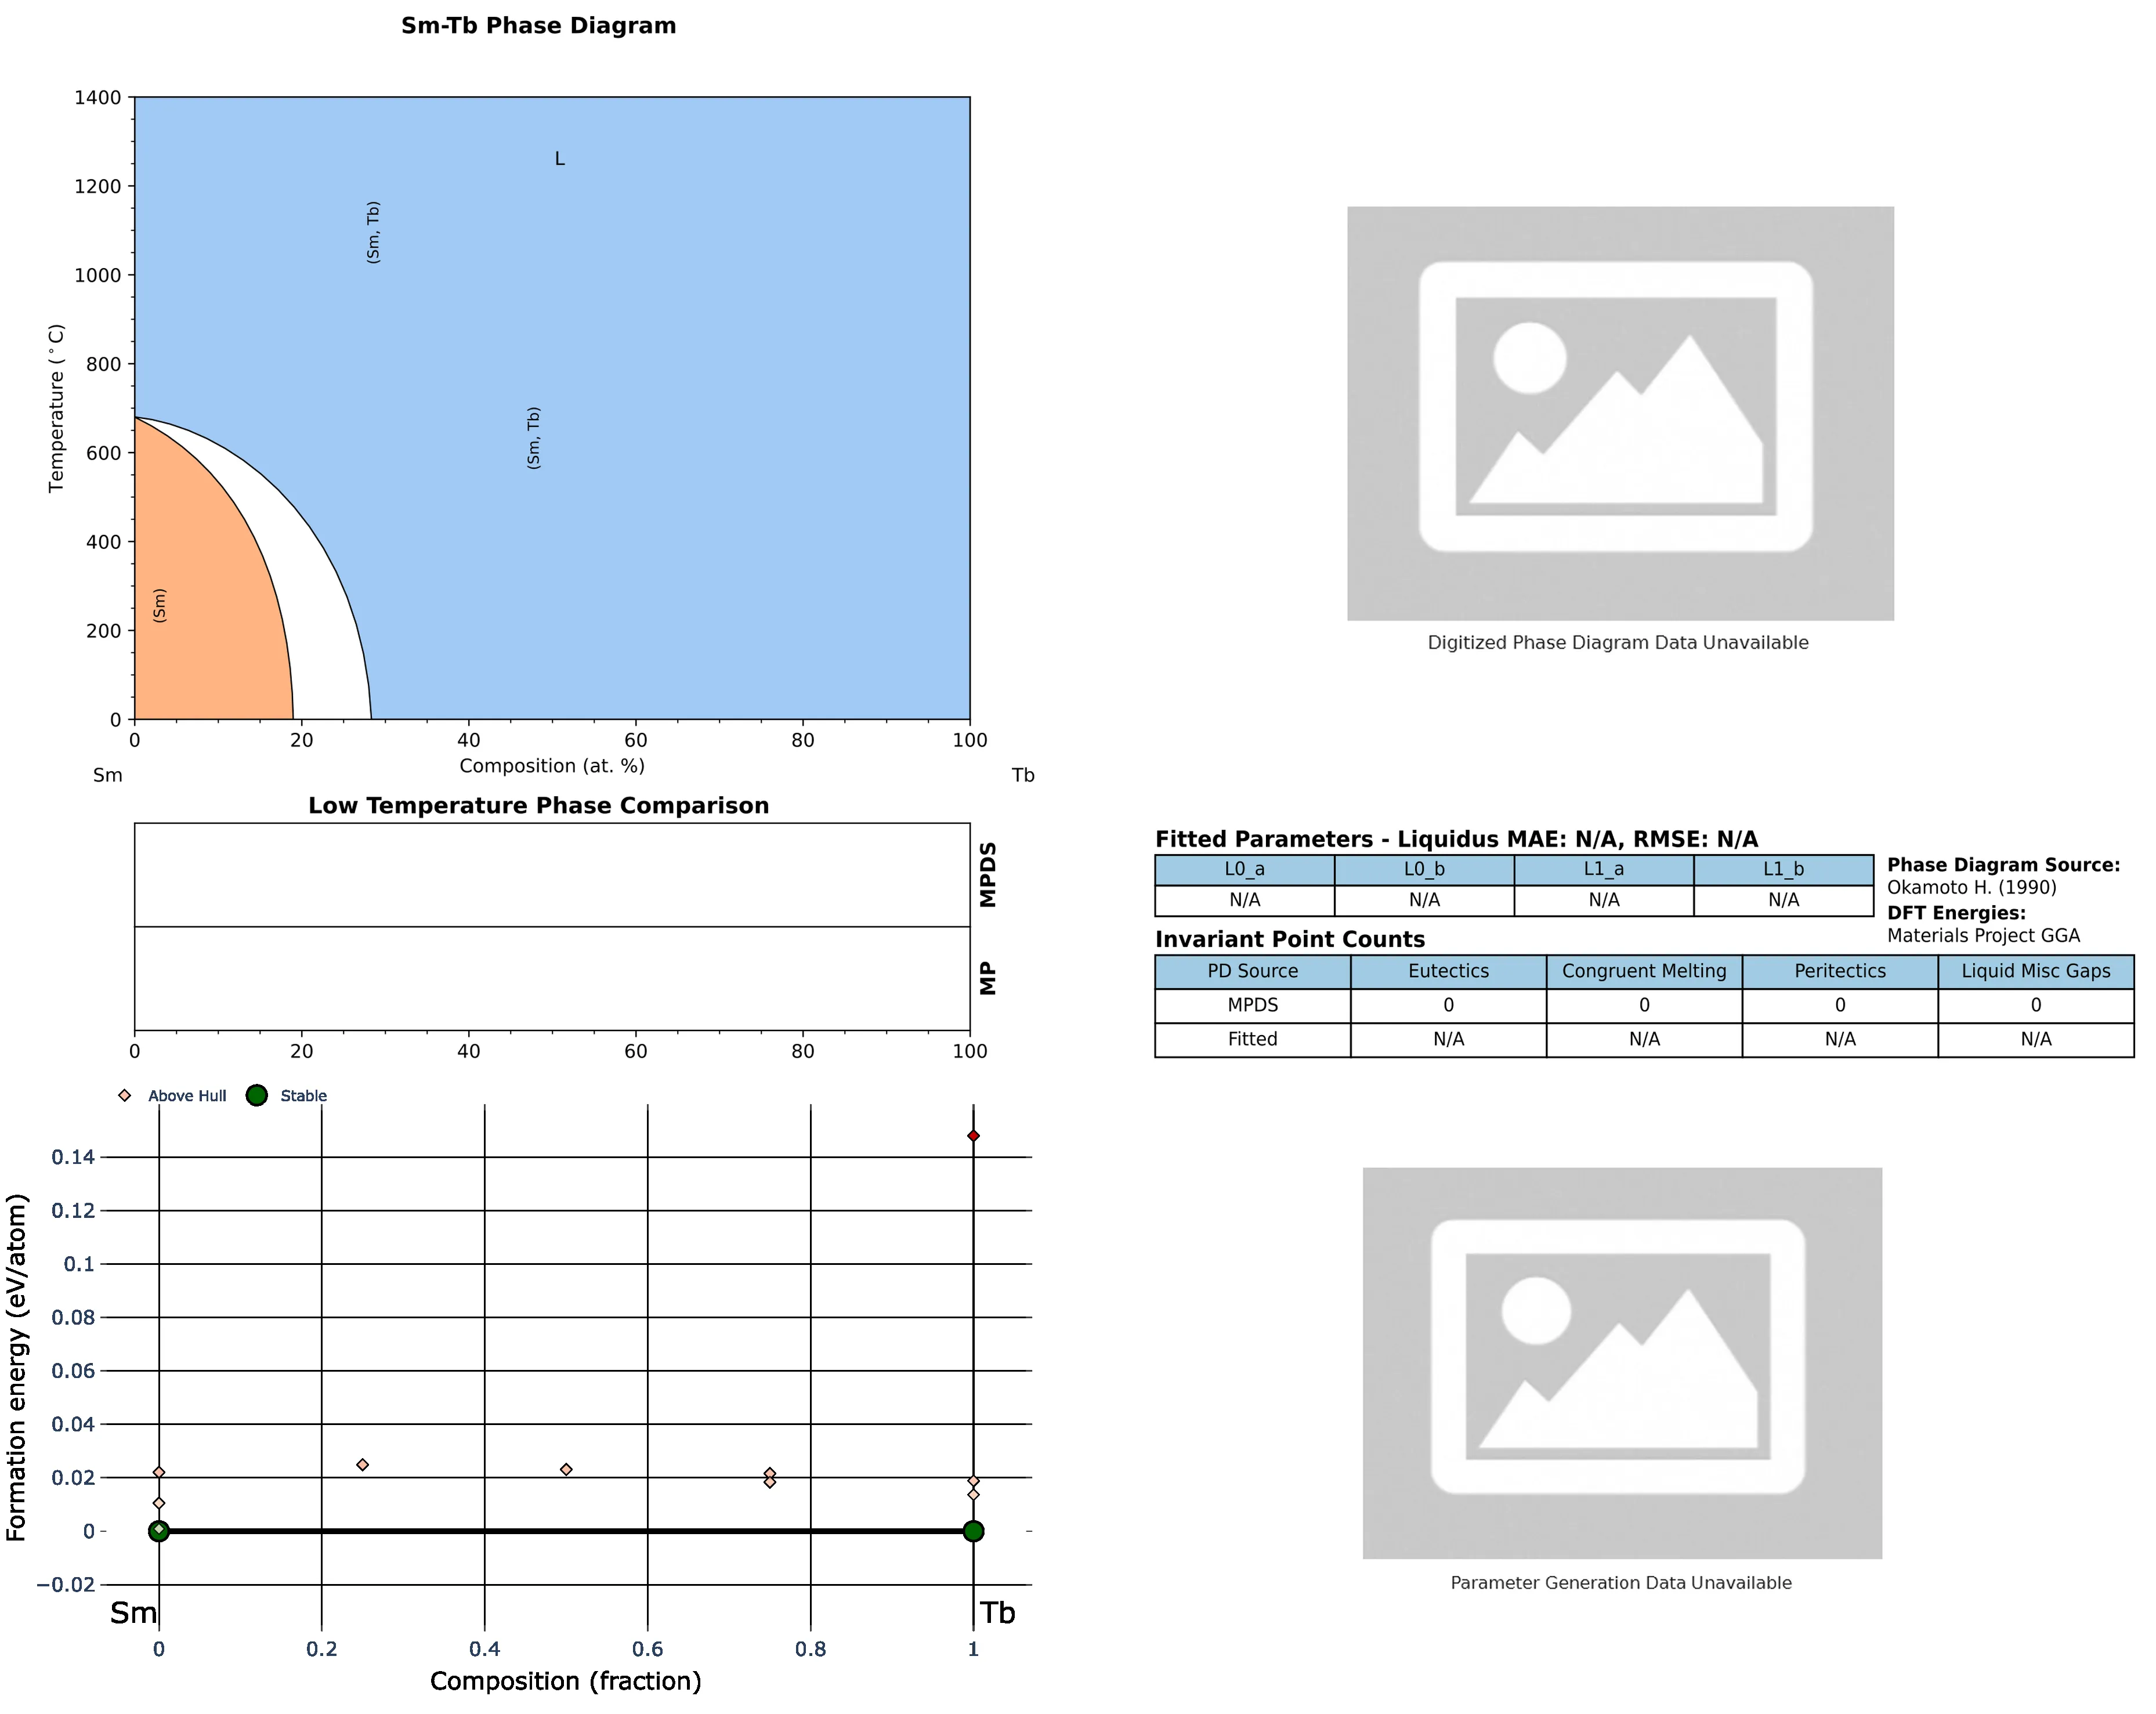 Sm-Tb Phase Diagram
1400
1200
1000
800
600
400
200
0
Temperature (°C)
L
(Sm, Tb)
(Sm, Tb)
(Sm)
0 20 40 60 80 100
Sm Composition (at. %) Tb
Digitized Phase Diagram Data Unavailable
Low Temperature Phase Comparison
MPDS
MP
0 20 40 60 80 100
Fitted Parameters - Liquidus MAE: N/A, RMSE: N/A
L0_a L0_b L1_a L1_b
N/A N/A N/A N/A
Phase Diagram Source:
Okamoto H. (1990)
DFT Energies:
Materials Project GGA
Invariant Point Counts
PD Source Eutectics Congruent Melting Peritectics Liquid Misc Gaps
MPDS 0 0 0 0
Fitted N/A N/A N/A N/A
Above Hull Stable
0.14
0.12
0.1
0.08
0.06
0.04
0.02
0
−0.02
Formation energy (eV/atom)
Sm Tb
0 0.2 0.4 0.6 0.8 1
Composition (fraction)
Parameter Generation Data Unavailable